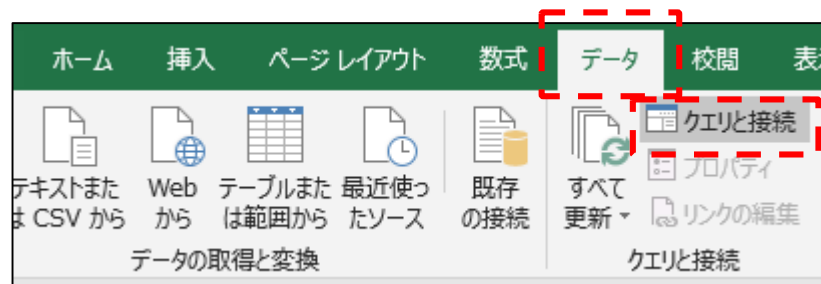 ホーム 挿入 ページ レイアウト 数式 データ 校閲 表
クエリと接続
プロパティ
リンクの編集
テキストまた
は CSV から
Web
から
テーブルまた
は範囲から
最近使っ
たソース
既存
の接続
すべて
更新
データの取得と変換
クエリと接続